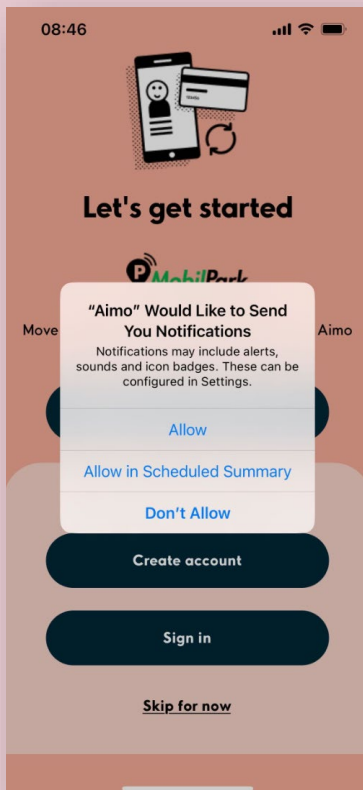 08:46
Let's get started
P MobilPark
Move Aimo
“Aimo” Would Like to Send
You Notifications
Notifications may include alerts,
sounds and icon badges. These can be
configured in Settings.
Allow
Allow in Scheduled Summary
Don't Allow
Create account
Sign in
Skip for now